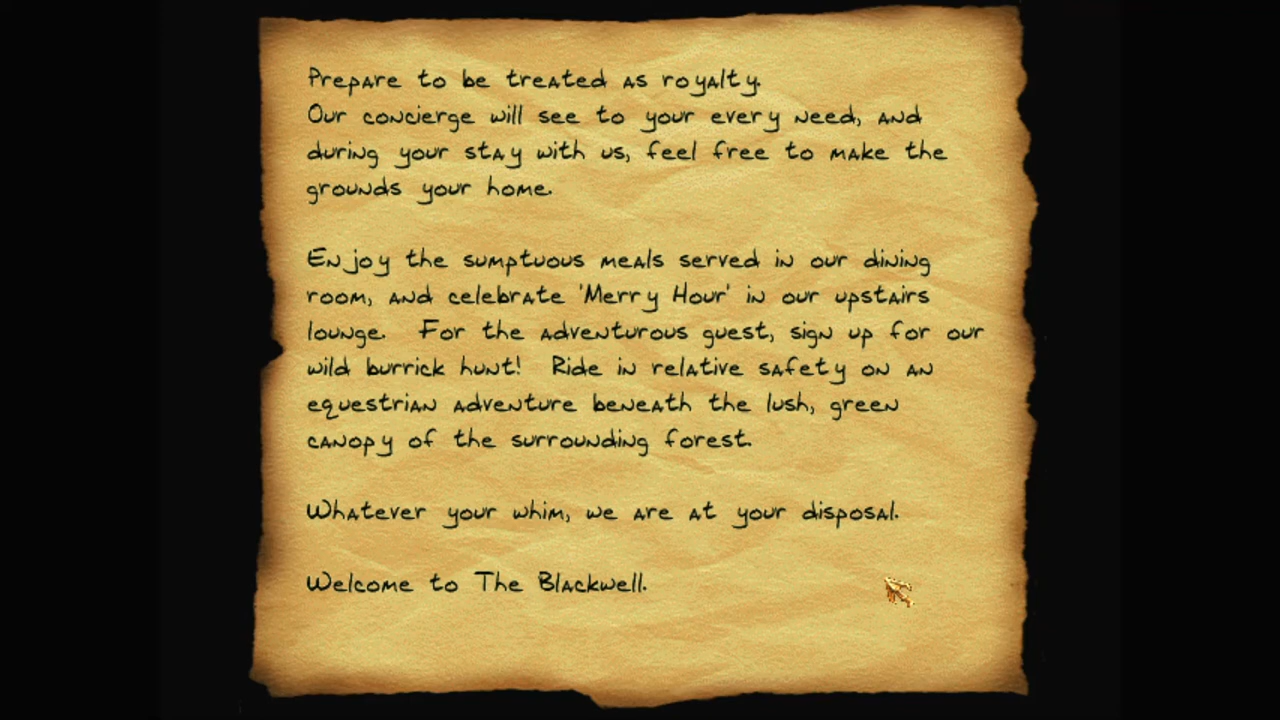 Prepare to be treated as royalty.
Our concierge will see to your every need, and
during your stay with us, feel free to make the
grounds your home.
Enjoy the sumptuous meals served in our dining
room, and celebrate 'Merry Hour' in our upstairs
lounge.  For the adventurous guest, sign up for our
wild burrick hunt!  Ride in relative safety on an
equestrian adventure beneath the lush, green
canopy of the surrounding forest.
Whatever your whim, we are at your disposal.
Welcome to The Blackwell.